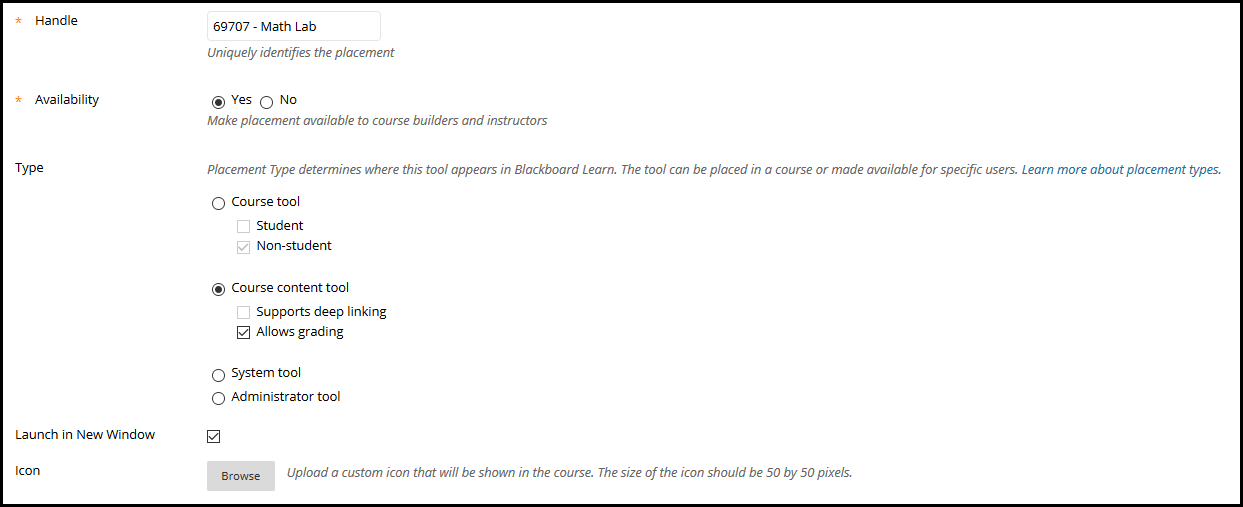 * Handle
69707 - Math Lab
Uniquely identifies the placement
* Availability
Yes No
Make placement available to course builders and instructors
Type
Placement Type determines where this tool appears in Blackboard Learn. The tool can be placed in a course or made available for specific users. Learn more about placement types.
Course tool
Student
Non-student
Course content tool
Supports deep linking
Allows grading
System tool
Administrator tool
Launch in New Window
Icon
Browse Upload a custom icon that will be shown in the course. The size of the icon should be 50 by 50 pixels.